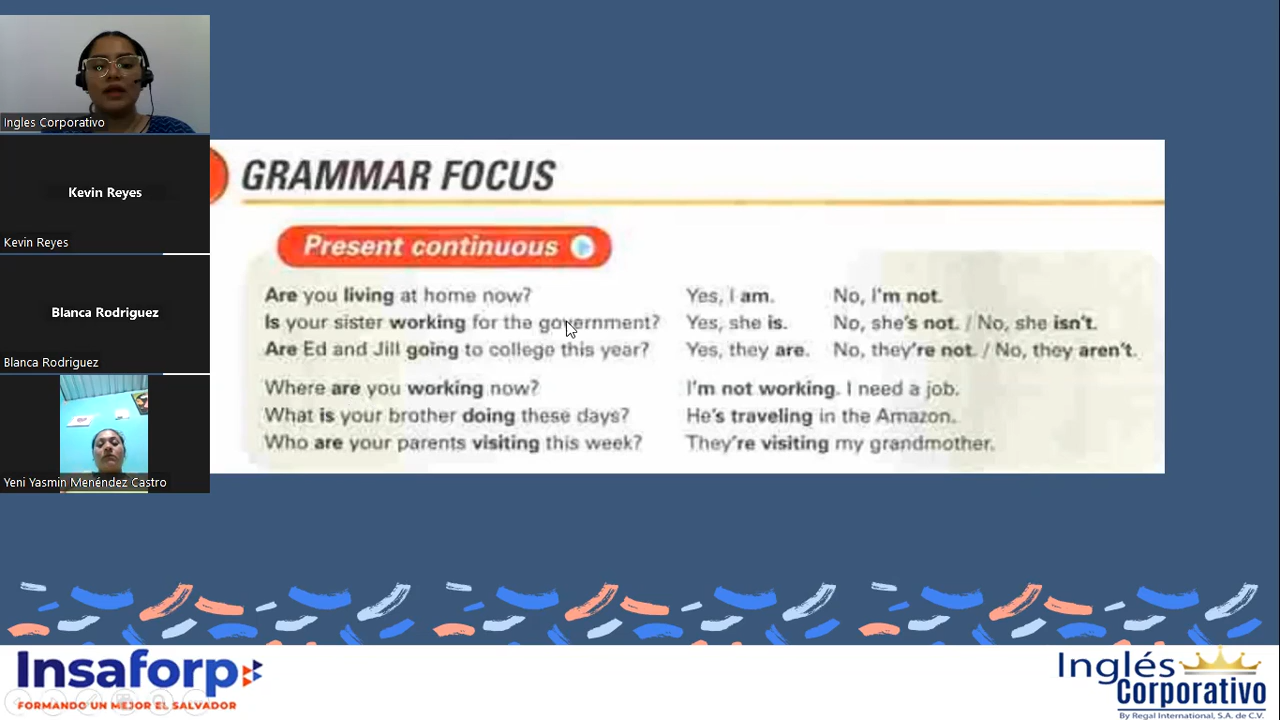 Ingles Corporativo
Kevin Reyes
Kevin Reyes
Blanca Rodriguez
Blanca Rodriguez
Yeni Yasmin Menéndez Castro
GRAMMAR FOCUS
Present continuous
Are you living at home now? Yes, I am. No, I'm not.
Is your sister working for the government? Yes, she is. No, she's not. / No, she isn't.
Are Ed and Jill going to college this year? Yes, they are. No, they're not. / No, they aren't.
Where are you working now? I'm not working. I need a job.
What is your brother doing these days? He's traveling in the Amazon.
Who are your parents visiting this week? They're visiting my grandmother.
Insaforp
FORMANDO UN MEJOR EL SALVADOR
Inglés
Corporativo
By Regal International, S.A. de C.V.